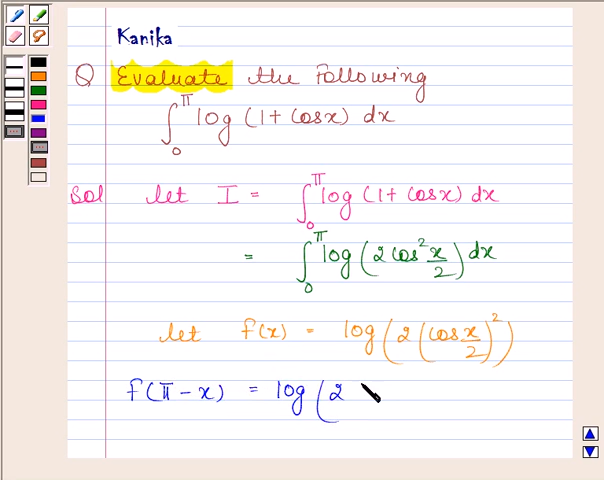 Kanika
Q Evaluate the following
∫₀^π log (1 + cosx) dx
Sol let I = ∫₀^π log (1 + cosx) dx
= ∫₀^π log (2 cos² x/2) dx
let f(x) = log (2 (cos x/2)²)
f(π − x) = log (2